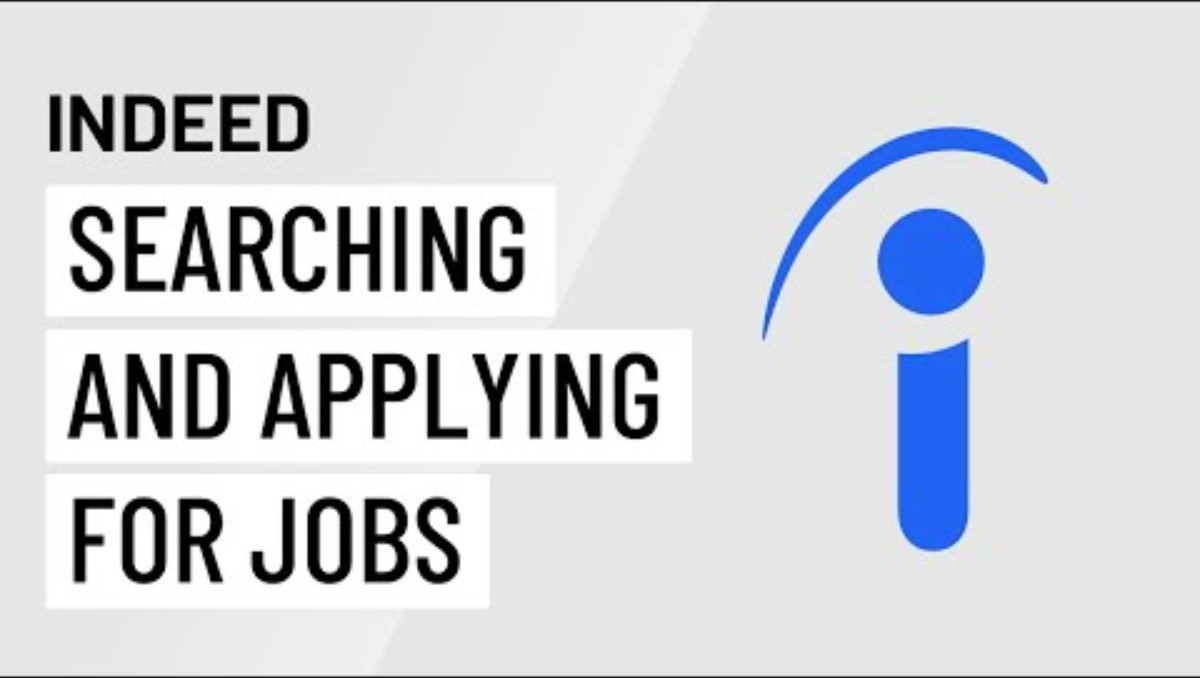 INDEED
SEARCHING
AND APPLYING
FOR JOBS